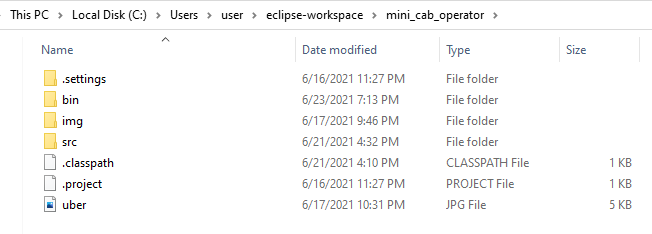 This PC > Local Disk (C:) > Users > user > eclipse-workspace > mini_cab_operator >
Name Date modified Type Size
.settings 6/16/2021 11:27 PM File folder
bin 6/23/2021 7:13 PM File folder
img 6/17/2021 9:46 PM File folder
src 6/21/2021 4:32 PM File folder
.classpath 6/21/2021 4:10 PM CLASSPATH File 1 KB
.project 6/16/2021 11:27 PM PROJECT File 1 KB
uber 6/17/2021 10:31 PM JPG File 5 KB